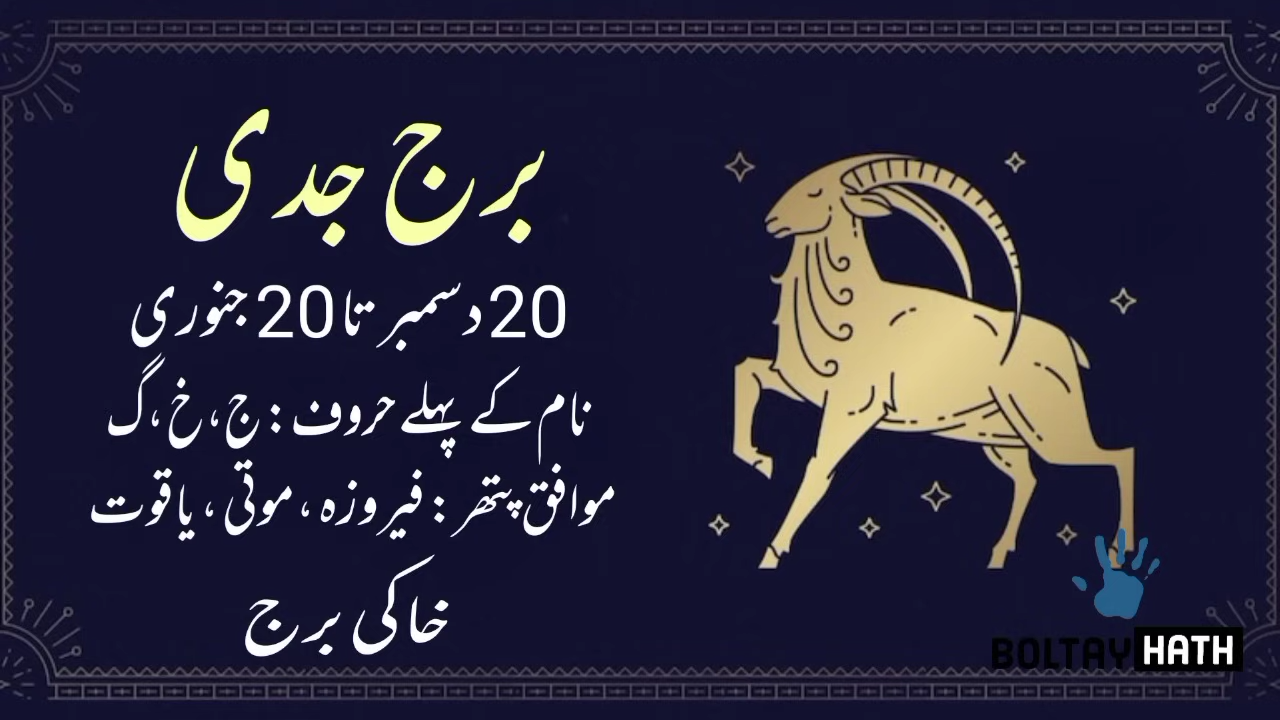 برج جدی
20 دسمبر تا 20 جنوری
نام کے پہلے حروف : ج، خ، گ
موافق پتھر : فیروزہ ، موتی ، یاقوت
خاکی برج
BOLTAY HATH